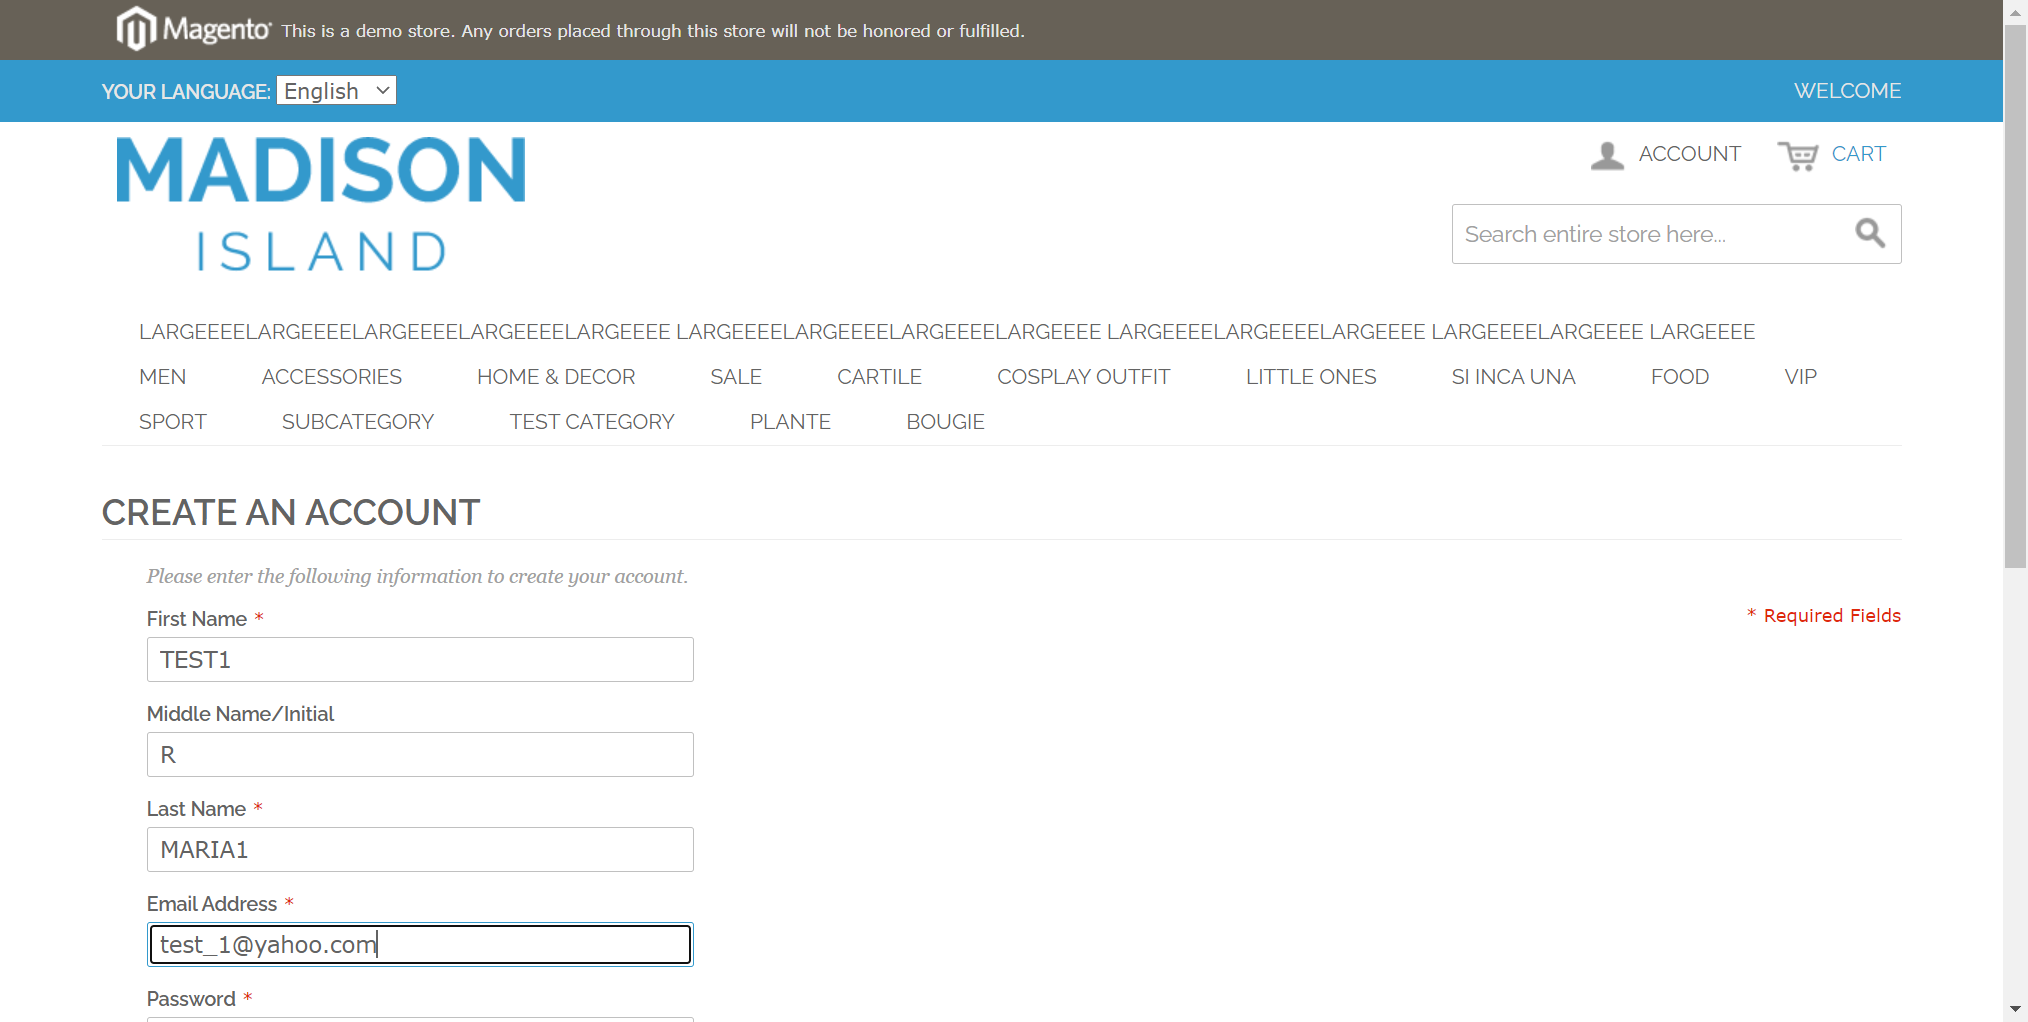 Magento This is a demo store. Any orders placed through this store will not be honored or fulfilled.
YOUR LANGUAGE: English WELCOME
MADISON
ISLAND
ACCOUNT CART
Search entire store here...
LARGEEEELARGEEEELARGEEEELARGEEEELARGEEEE LARGEEEELARGEEEELARGEEEELARGEEEE LARGEEEELARGEEEELARGEEEE LARGEEEELARGEEEE LARGEEEE
MEN ACCESSORIES HOME & DECOR SALE CARTILE COSPLAY OUTFIT LITTLE ONES SI INCA UNA FOOD VIP
SPORT SUBCATEGORY TEST CATEGORY PLANTE BOUGIE
CREATE AN ACCOUNT
Please enter the following information to create your account.
First Name *
* Required Fields
TEST1
Middle Name/Initial
R
Last Name *
MARIA1
Email Address *
test_1@yahoo.com
Password *